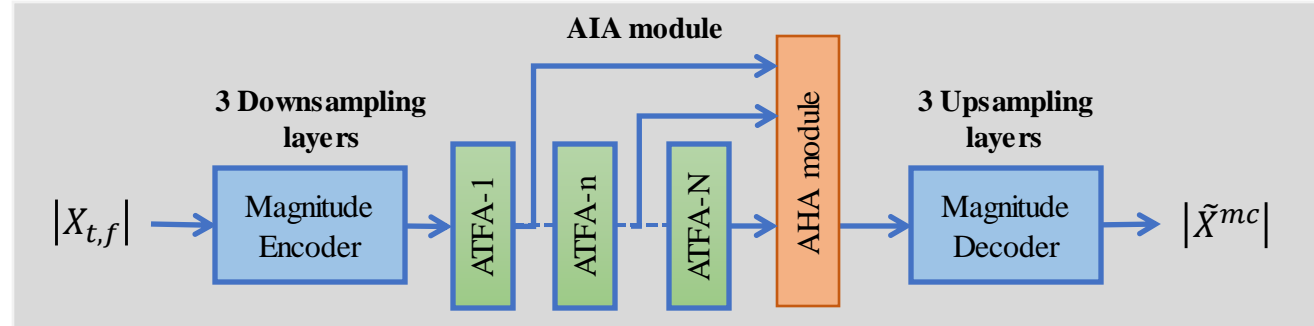 AIA module
3 Downsampling
layers
3 Upsampling
layers
|X_{t,f}|
Magnitude
Encoder
ATFA-1
ATFA-n
ATFA-N
AHA module
Magnitude
Decoder
|X̃^{mc}|